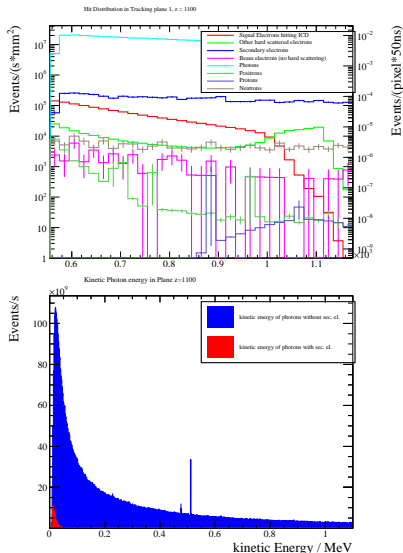 Hit Distribution in Tracking plane 1, z = 1100
Events/(s*mm²)
Events/(pixel*50ns)
Signal Electrons hitting ICD
Other hard scattered electrons
Secondary electrons
Beam electrons (no hard scattering)
Photons
Positrons
Protons
Neutrons
10⁷
10⁶
10⁵
10⁴
10³
10²
10
1
10⁻²
10⁻³
10⁻⁴
10⁻⁵
10⁻⁶
10⁻⁷
10⁻⁸
10⁻⁹
0.6 0.7 0.8 0.9 1 1.1
×10³
Kinetic Photon energy in Plane z=1100
×10⁹
Events/s
kinetic energy of photons without sec. el.
kinetic energy of photons with sec. el.
100
80
60
40
20
0 0.2 0.4 0.6 0.8 1.0
kinetic Energy / MeV